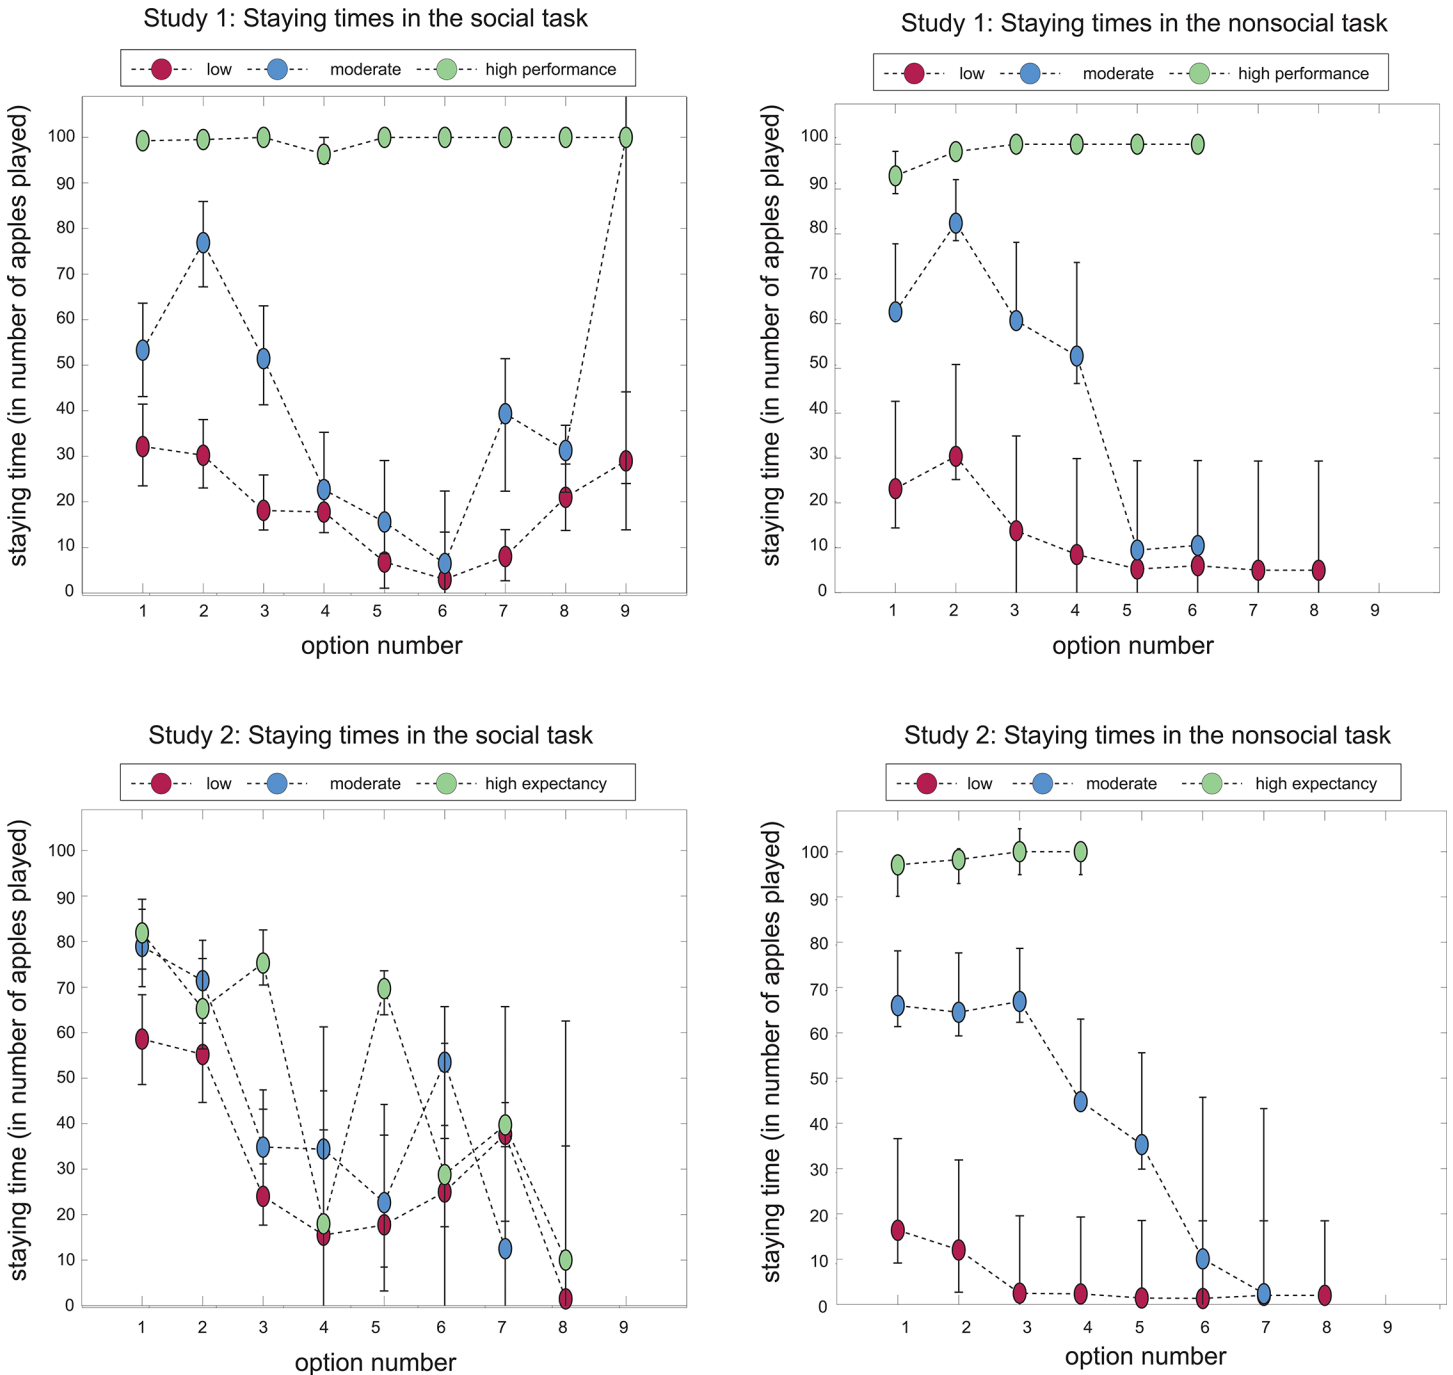 Study 1: Staying times in the social task
low moderate high performance
staying time (in number of apples played)
100
90
80
70
60
50
40
30
20
10
0
1 2 3 4 5 6 7 8 9
option number
Study 1: Staying times in the nonsocial task
low moderate high performance
staying time (in number of apples played)
100
90
80
70
60
50
40
30
20
10
0
1 2 3 4 5 6 7 8 9
option number
Study 2: Staying times in the social task
low moderate high expectancy
staying time (in number of apples played)
100
90
80
70
60
50
40
30
20
10
0
1 2 3 4 5 6 7 8 9
option number
Study 2: Staying times in the nonsocial task
low moderate high expectancy
staying time (in number of apples played)
100
90
80
70
60
50
40
30
20
10
0
1 2 3 4 5 6 7 8 9
option number